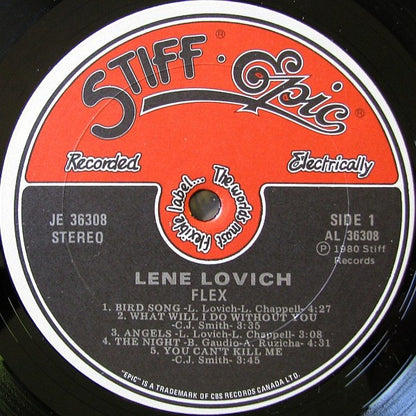 STIFF · Epic ®
®
Recorded Electrically
The worlds most
Flexible label...
JE 36308
STEREO
SIDE 1
AL 36308
Ⓟ 1980 Stiff
Records
LENE LOVICH
FLEX
1. BIRD SONG -L. Lovich-L. Chappell- 4:27
2. WHAT WILL I DO WITHOUT YOU
-C.J. Smith- 3:35
3. ANGELS -L. Lovich-L. Chappell- 3:08
4. THE NIGHT -B. Gaudio-A. Ruzicha- 4:31
5. YOU CAN'T KILL ME
-C.J. Smith- 3:45
"EPIC" IS A TRADEMARK OF CBS RECORDS CANADA LTD.